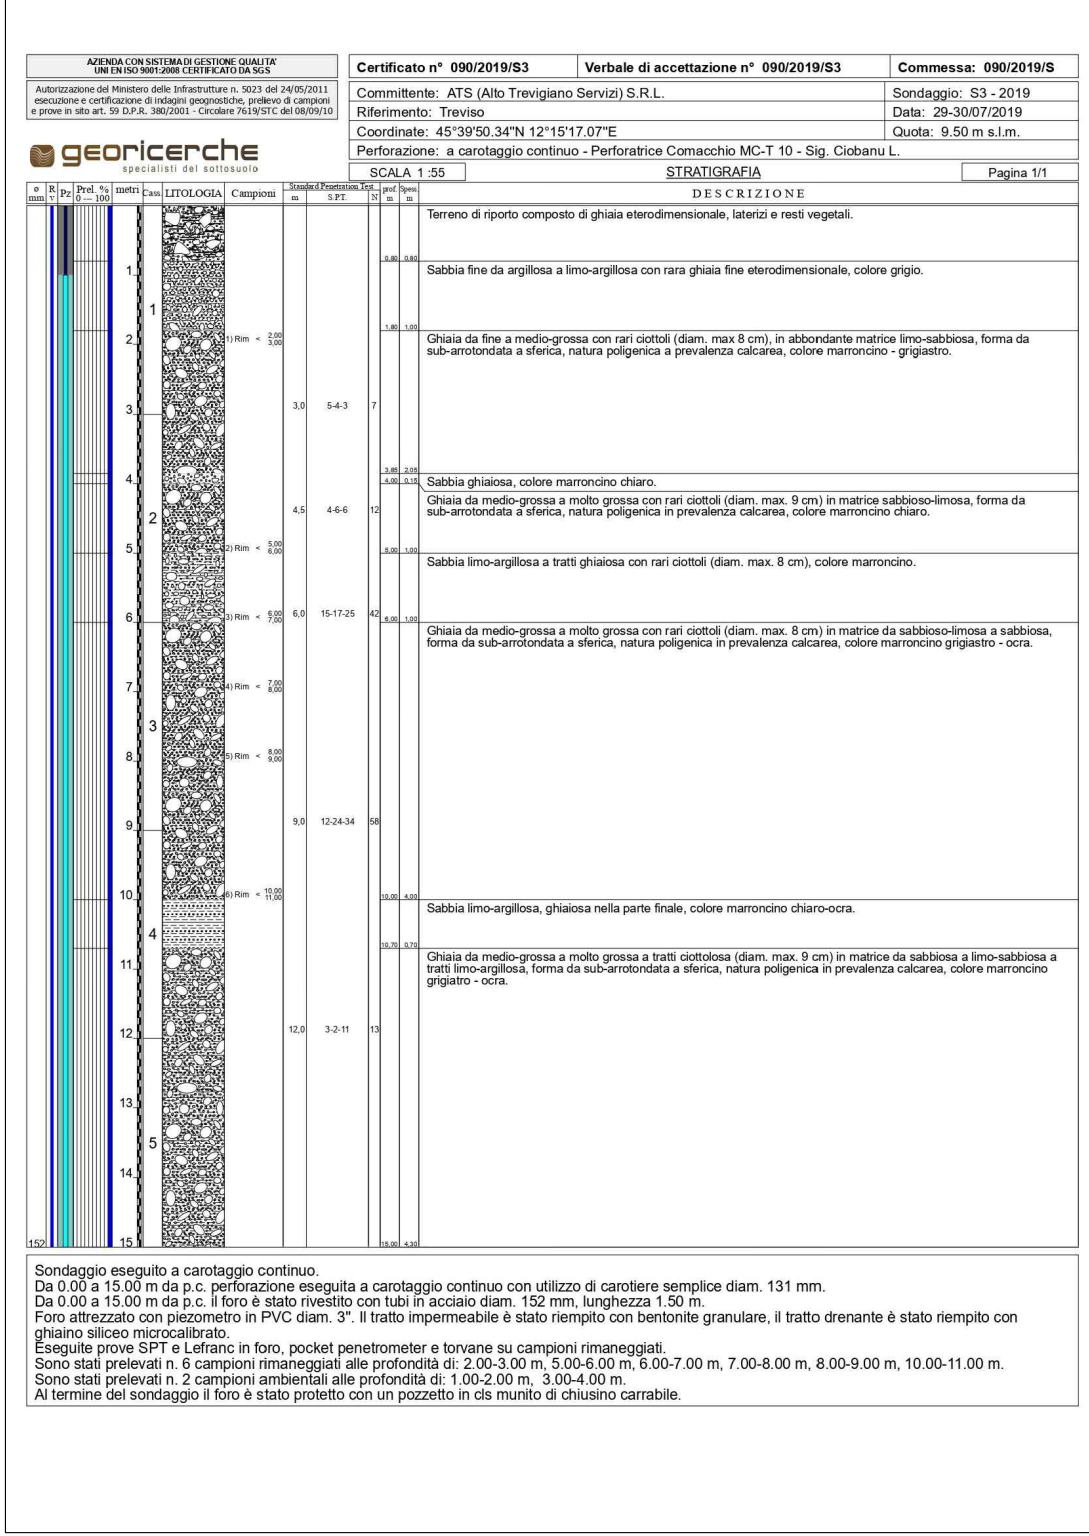 AZIENDA CON SISTEMA DI GESTIONE QUALITA'
UNI EN ISO 9001:2008 CERTIFICATO DA SGS
Autorizzazione del Ministero delle Infrastrutture n. 5023 del 24/05/2011
esecuzione e certificazione di indagini geognostiche, prelievo di campioni
e prove in sito art. 59 D.P.R. 380/2001 - Circolare 7619/STC del 08/09/10
georicerche
specialisti del sottosuolo
Certificato n° 090/2019/S3
Verbale di accettazione n° 090/2019/S3
Commessa: 090/2019/S
Committente: ATS (Alto Trevigiano Servizi) S.R.L.
Sondaggio: S3 - 2019
Riferimento: Treviso
Data: 29-30/07/2019
Coordinate: 45°39'50.34"N 12°15'17.07"E
Quota: 9.50 m s.l.m.
Perforazione: a carotaggio continuo - Perforatrice Comacchio MC-T 10 - Sig. Ciobanu L.
SCALA 1 :55
STRATIGRAFIA
Pagina 1/1
ø mm
R v
Pz
Prel. % 0 --- 100
metri
Cass.
LITOLOGIA
Campioni
Standard Penetration Test
m S.P.T. N
prof. m
Spess. m
DESCRIZIONE
Terreno di riporto composto di ghiaia eterodimensionale, laterizi e resti vegetali.
0,80 0,80
1
Sabbia fine da argillosa a limo-argillosa con rara ghiaia fine eterodimensionale, colore grigio.
1
1,80 1,00
2
1) Rim < 2,00 3,00
Ghiaia da fine a medio-grossa con rari ciottoli (diam. max 8 cm), in abbondante matrice limo-sabbiosa, forma da
sub-arrotondata a sferica, natura poligenica a prevalenza calcarea, colore marroncino - grigiastro.
3
3,0 5-4-3 7
3,85 2,05
4
4,00 0,15
Sabbia ghiaiosa, colore marroncino chiaro.
Ghiaia da medio-grossa a molto grossa con rari ciottoli (diam. max. 9 cm) in matrice sabbioso-limosa, forma da
sub-arrotondata a sferica, natura poligenica in prevalenza calcarea, colore marroncino chiaro.
2
4,5 4-6-6 12
5
2) Rim < 5,00 6,00
5,00 1,00
Sabbia limo-argillosa a tratti ghiaiosa con rari ciottoli (diam. max. 8 cm), colore marroncino.
6
3) Rim < 6,00 7,00
6,0 15-17-25 42
6,00 1,00
Ghiaia da medio-grossa a molto grossa con rari ciottoli (diam. max. 8 cm) in matrice da sabbioso-limosa a sabbiosa,
forma da sub-arrotondata a sferica, natura poligenica in prevalenza calcarea, colore marroncino grigiastro - ocra.
7
4) Rim < 7,00 8,00
3
8
5) Rim < 8,00 9,00
9
9,0 12-24-34 58
10
6) Rim < 10,00 11,00
10,00 4,00
Sabbia limo-argillosa, ghiaiosa nella parte finale, colore marroncino chiaro-ocra.
4
10,70 0,70
11
Ghiaia da medio-grossa a molto grossa a tratti ciottolosa (diam. max. 9 cm) in matrice da sabbiosa a limo-sabbiosa a
tratti limo-argillosa, forma da sub-arrotondata a sferica, natura poligenica in prevalenza calcarea, colore marroncino
grigiatro - ocra.
12
12,0 3-2-11 13
13
5
14
152
15
15,00 4,30
Sondaggio eseguito a carotaggio continuo.
Da 0.00 a 15.00 m da p.c. perforazione eseguita a carotaggio continuo con utilizzo di carotiere semplice diam. 131 mm.
Da 0.00 a 15.00 m da p.c. il foro è stato rivestito con tubi in acciaio diam. 152 mm, lunghezza 1.50 m.
Foro attrezzato con piezometro in PVC diam. 3". Il tratto impermeabile è stato riempito con bentonite granulare, il tratto drenante è stato riempito con
ghiaino siliceo microcalibrato.
Eseguite prove SPT e Lefranc in foro, pocket penetrometer e torvane su campioni rimaneggiati.
Sono stati prelevati n. 6 campioni rimaneggiati alle profondità di: 2.00-3.00 m, 5.00-6.00 m, 6.00-7.00 m, 7.00-8.00 m, 8.00-9.00 m, 10.00-11.00 m.
Sono stati prelevati n. 2 campioni ambientali alle profondità di: 1.00-2.00 m, 3.00-4.00 m.
Al termine del sondaggio il foro è stato protetto con un pozzetto in cls munito di chiusino carrabile.